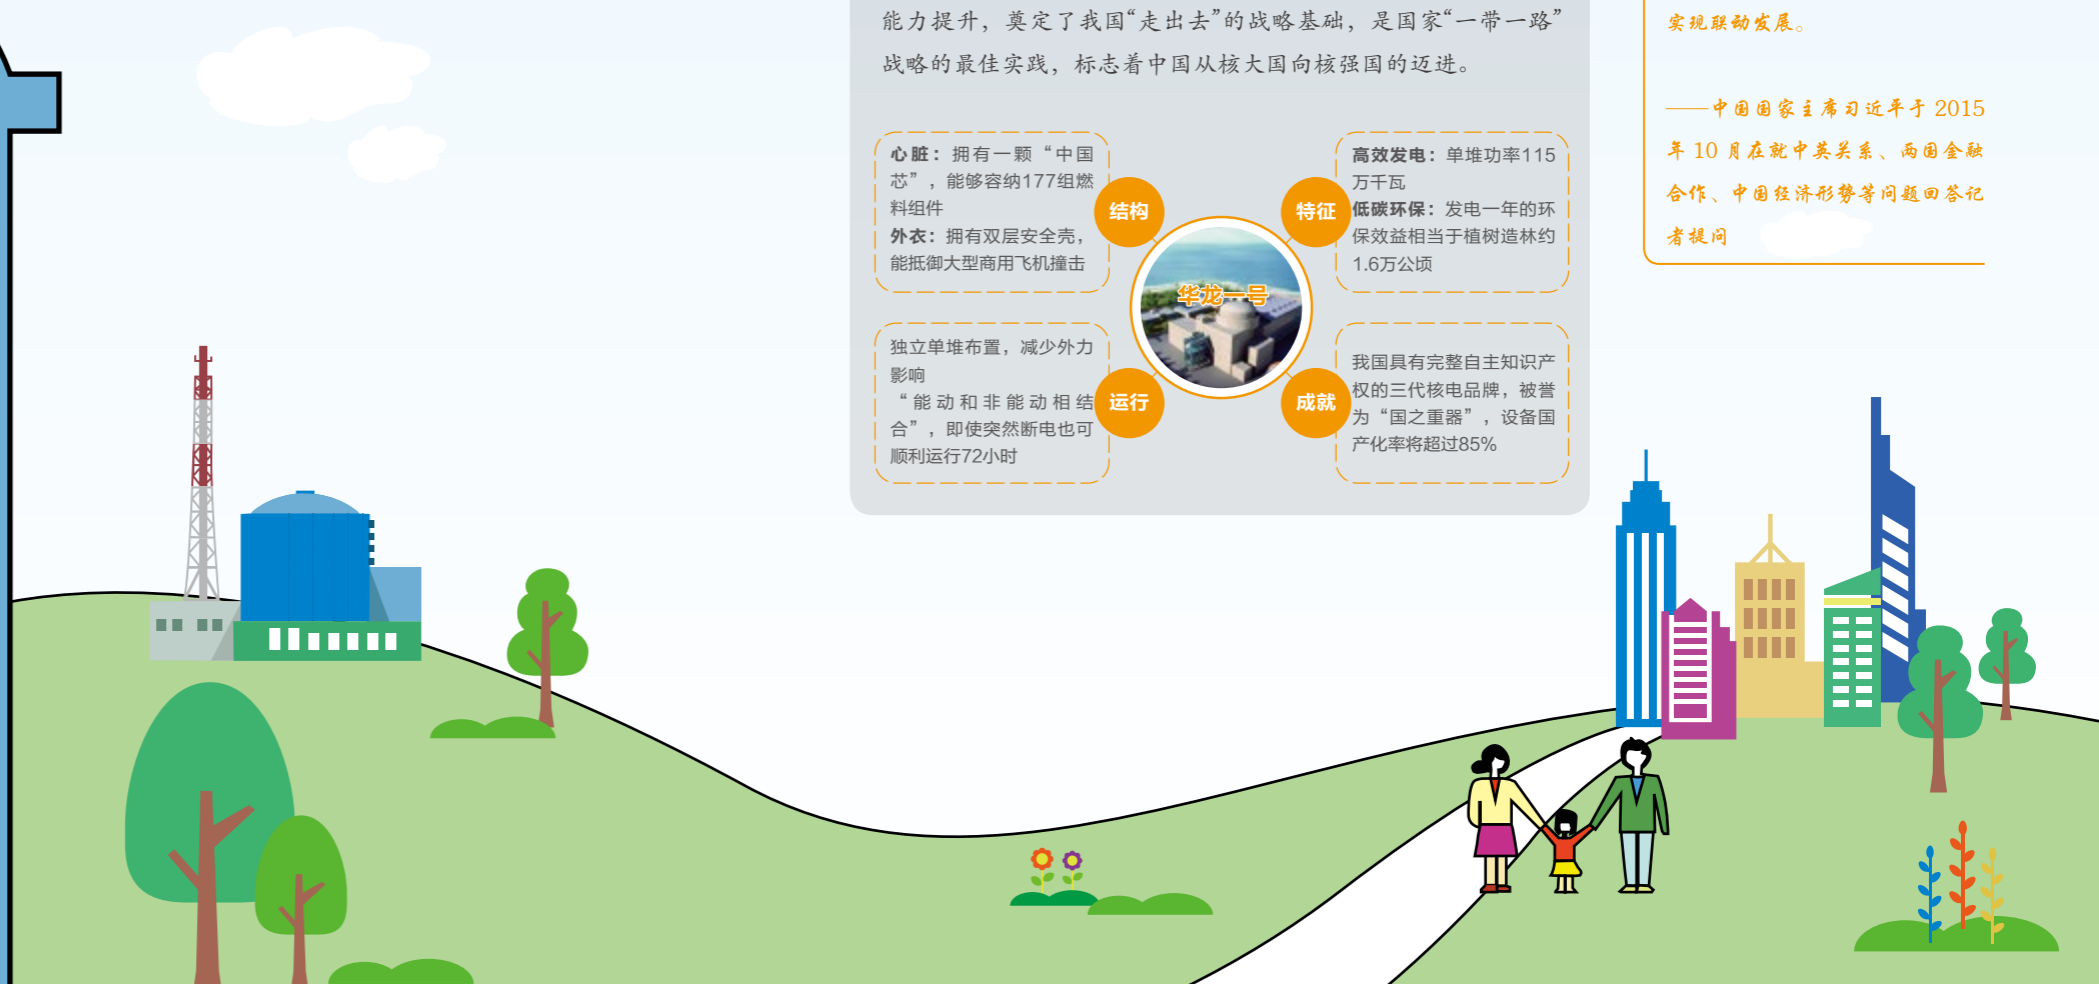 能力提升，奠定了我国“走出去”的战略基础，是国家“一带一路”
战略的最佳实践，标志着中国从核大国向核强国的迈进。
心脏：拥有一颗“中国
芯”，能够容纳177组燃
料组件
外衣：拥有双层安全壳，
能抵御大型商用飞机撞击
结构
特征
高效发电：单堆功率115
万千瓦
低碳环保：发电一年的环
保效益相当于植树造林约
1.6万公顷
华龙一号
独立单堆布置，减少外力
影响
“能动和非能动相结
合”，即使突然断电也可
顺利运行72小时
运行
成就
我国具有完整自主知识产
权的三代核电品牌，被誉
为“国之重器”，设备国
产化率将超过85%
实现联动发展。
——中国国家主席习近平于 2015
年 10 月在就中英关系、两国金融
合作、中国经济形势等问题回答记
者提问